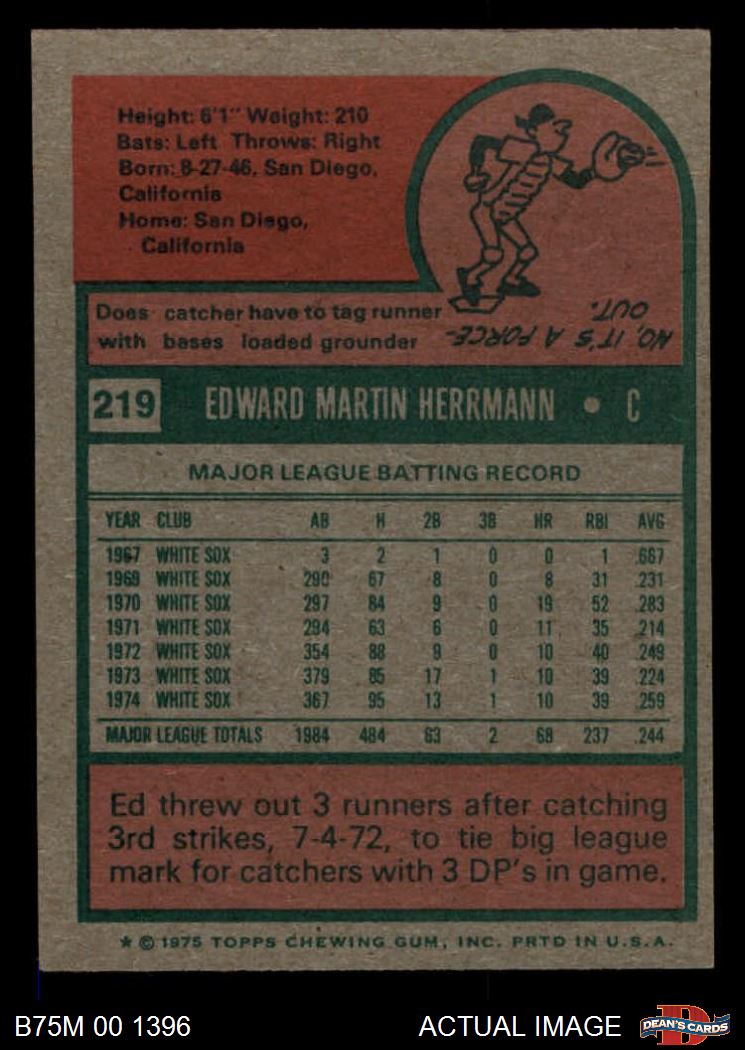 Height: 6'1" Weight: 210
Bats: Left Throws: Right
Born: 8-27-46, San Diego,
California
Home: San Diego,
California
Does catcher have to tag runner
with bases loaded grounder
NO, IT'S A FORCE-
OUT.
219 EDWARD MARTIN HERRMANN • C
MAJOR LEAGUE BATTING RECORD
YEAR CLUB AB H 2B 3B HR RBI AVG
1967 WHITE SOX 3 2 1 0 0 1 .667
1969 WHITE SOX 290 67 8 0 8 31 .231
1970 WHITE SOX 297 84 9 0 19 52 .283
1971 WHITE SOX 294 63 6 0 11 35 .214
1972 WHITE SOX 354 88 9 0 10 40 .249
1973 WHITE SOX 379 85 17 1 10 39 .224
1974 WHITE SOX 367 95 13 1 10 39 .259
MAJOR LEAGUE TOTALS 1984 484 63 2 68 237 .244
Ed threw out 3 runners after catching
3rd strikes, 7-4-72, to tie big league
mark for catchers with 3 DP's in game.
★ © 1975 TOPPS CHEWING GUM, INC. PRTD IN U.S.A.
B75M 00 1396 ACTUAL IMAGE DEAN'S CARDS